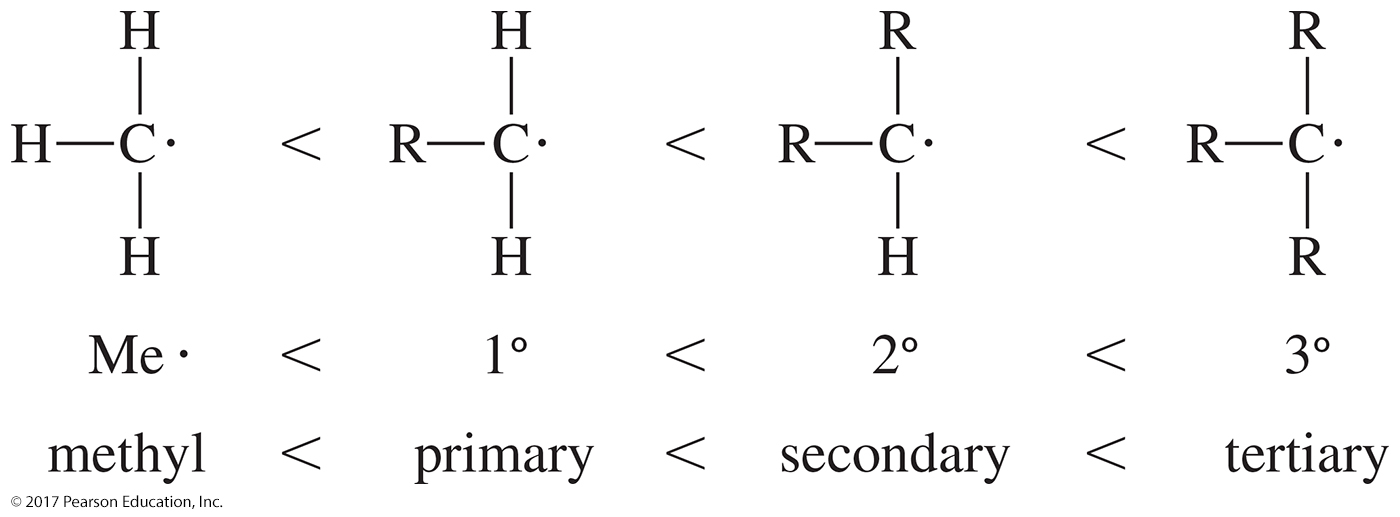 H H R R
H—C· < R—C· < R—C· < R—C·
H H H R
Me · < 1° < 2° < 3°
methyl < primary < secondary < tertiary
© 2017 Pearson Education, Inc.